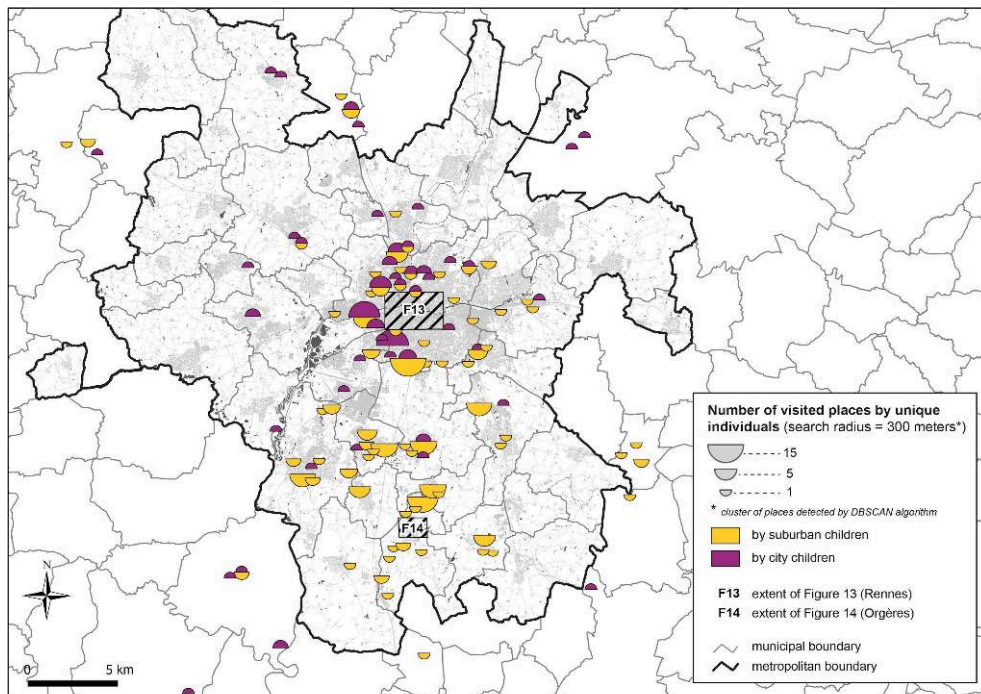 F13
F14
N
0 5 km
Number of visited places by unique
individuals (search radius = 300 meters*)
15
5
1
* cluster of places detected by DBSCAN algorithm
by suburban children
by city children
F13 extent of Figure 13 (Rennes)
F14 extent of Figure 14 (Orgères)
municipal boundary
metropolitan boundary